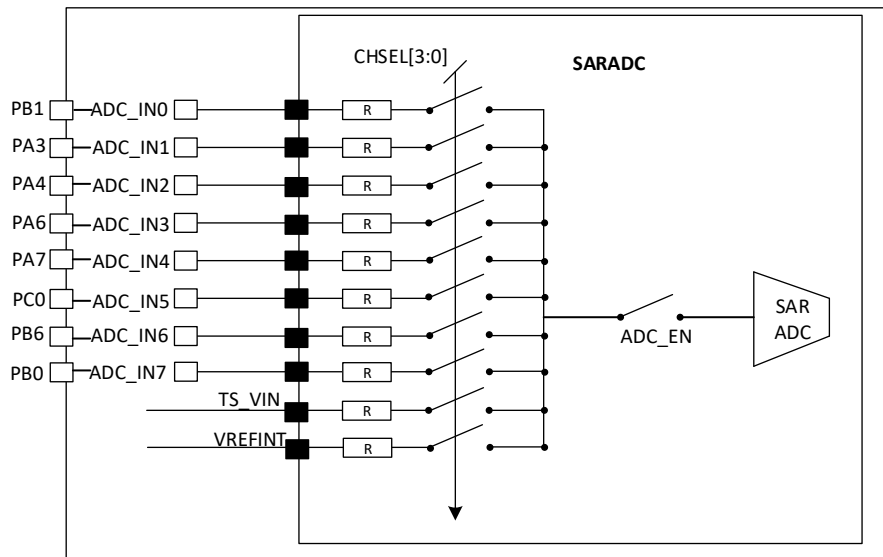 CHSEL[3:0]
SARADC
PB1 ADC_IN0 R
PA3 ADC_IN1 R
PA4 ADC_IN2 R
PA6 ADC_IN3 R
PA7 ADC_IN4 R
PC0 ADC_IN5 R
PB6 ADC_IN6 R
PB0 ADC_IN7 R
TS_VIN R
VREFINT R
ADC_EN
SAR
ADC